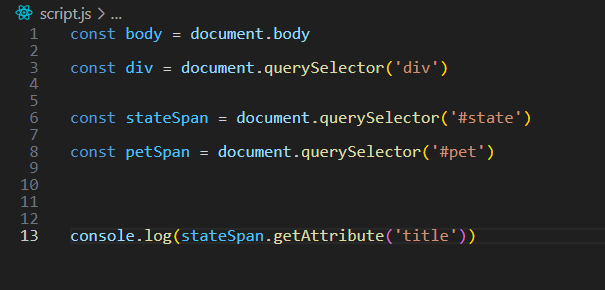 script.js > ...
1 const body = document.body
2
3 const div = document.querySelector('div')
4
5
6 const stateSpan = document.querySelector('#state')
7
8 const petSpan = document.querySelector('#pet')
9
10
11
12
13 console.log(stateSpan.getAttribute('title'))